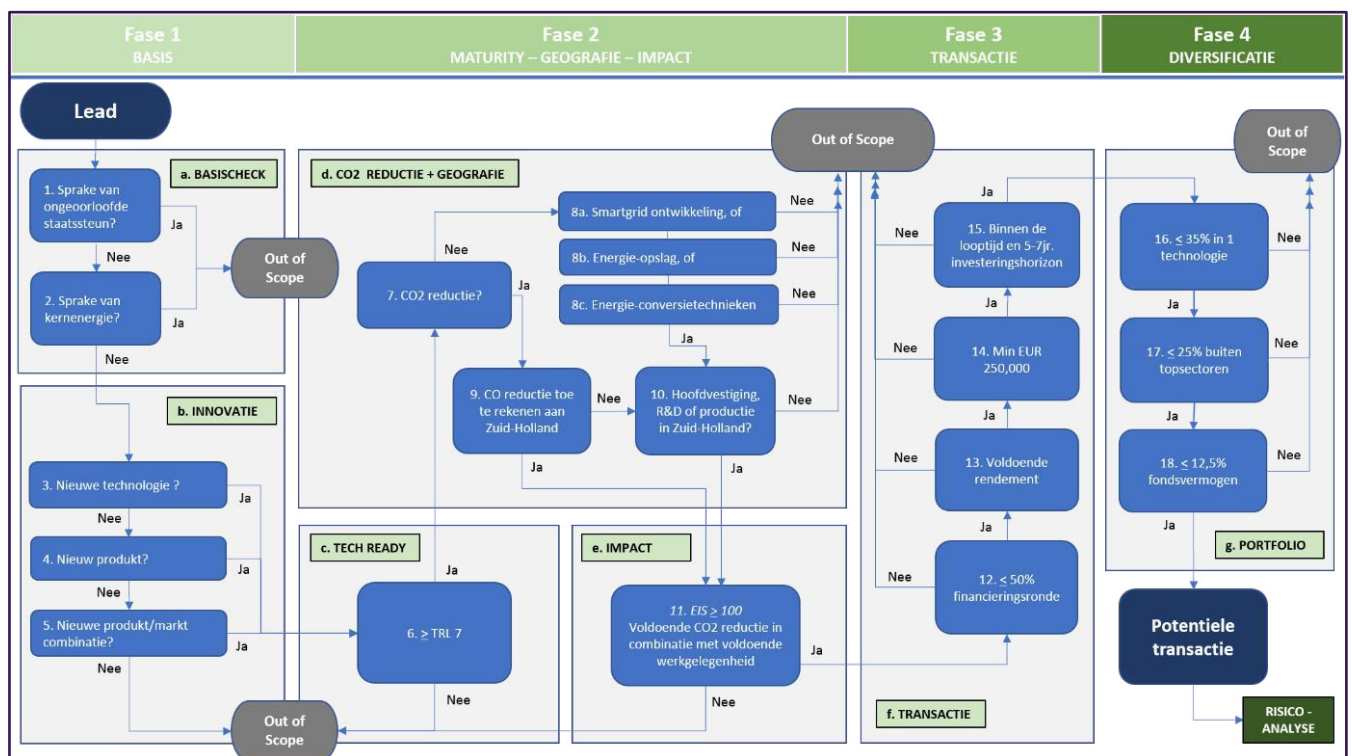 Fase 1
BASIS
Fase 2
MATURITY – GEOGRAFIE – IMPACT
Fase 3
TRANSACTIE
Fase 4
DIVERSIFICATIE
Lead
a. BASISCHECK
1. Sprake van
ongeoorloofde
staatssteun?
Ja
Nee
2. Sprake van
kernenergie?
Ja
Nee
Out of
Scope
b. INNOVATIE
3. Nieuwe technologie ?
Ja
Nee
4. Nieuw produkt?
Ja
Nee
5. Nieuwe produkt/markt
combinatie?
Ja
Nee
Out of
Scope
c. TECH READY
Ja
6. ≥ TRL 7
Nee
d. CO2 REDUCTIE + GEOGRAFIE
7. CO2 reductie?
Nee
Ja
8a. Smartgrid ontwikkeling, of
Nee
8b. Energie-opslag, of
Nee
8c. Energie-conversietechnieken
Nee
Ja
9. CO reductie toe
te rekenen aan
Zuid-Holland
Nee
Ja
10. Hoofdvestiging,
R&D of productie
in Zuid-Holland?
Nee
Ja
Out of Scope
e. IMPACT
11. EIS ≥ 100
Voldoende CO2 reductie in
combinatie met voldoende
werkgelegenheid
Ja
Nee
f. TRANSACTIE
Ja
15. Binnen de
looptijd en 5-7jr.
investeringshorizon
Nee
Ja
14. Min EUR
250,000
Nee
Ja
13. Voldoende
rendement
Nee
Ja
12. ≤ 50%
financieringsronde
Nee
Out of
Scope
16. ≤ 35% in 1
technologie
Nee
Ja
17. ≤ 25% buiten
topsectoren
Nee
Ja
18. ≤ 12,5%
fondsvermogen
Nee
Ja
g. PORTFOLIO
Potentiele
transactie
RISICO -
ANALYSE